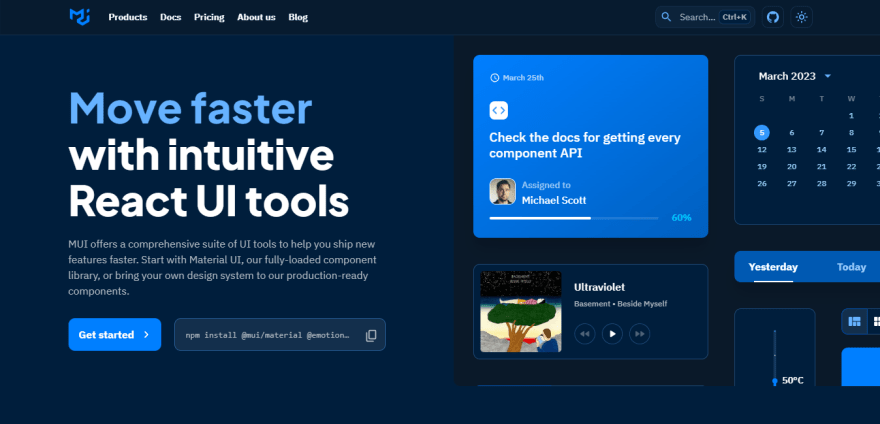 Products Docs Pricing About us Blog
Search... Ctrl+K
Move faster
with intuitive
React UI tools
MUI offers a comprehensive suite of UI tools to help you ship new
features faster. Start with Material UI, our fully-loaded component
library, or bring your own design system to our production-ready
components.
Get started
npm install @mui/material @emotion…
March 25th
Check the docs for getting every
component API
Assigned to
Michael Scott
60%
Ultraviolet
Basement • Beside Myself
March 2023
S M T W
1
5 6 7 8
12 13 14 15
19 20 21 22
26 27 28 29
Yesterday Today
50°C